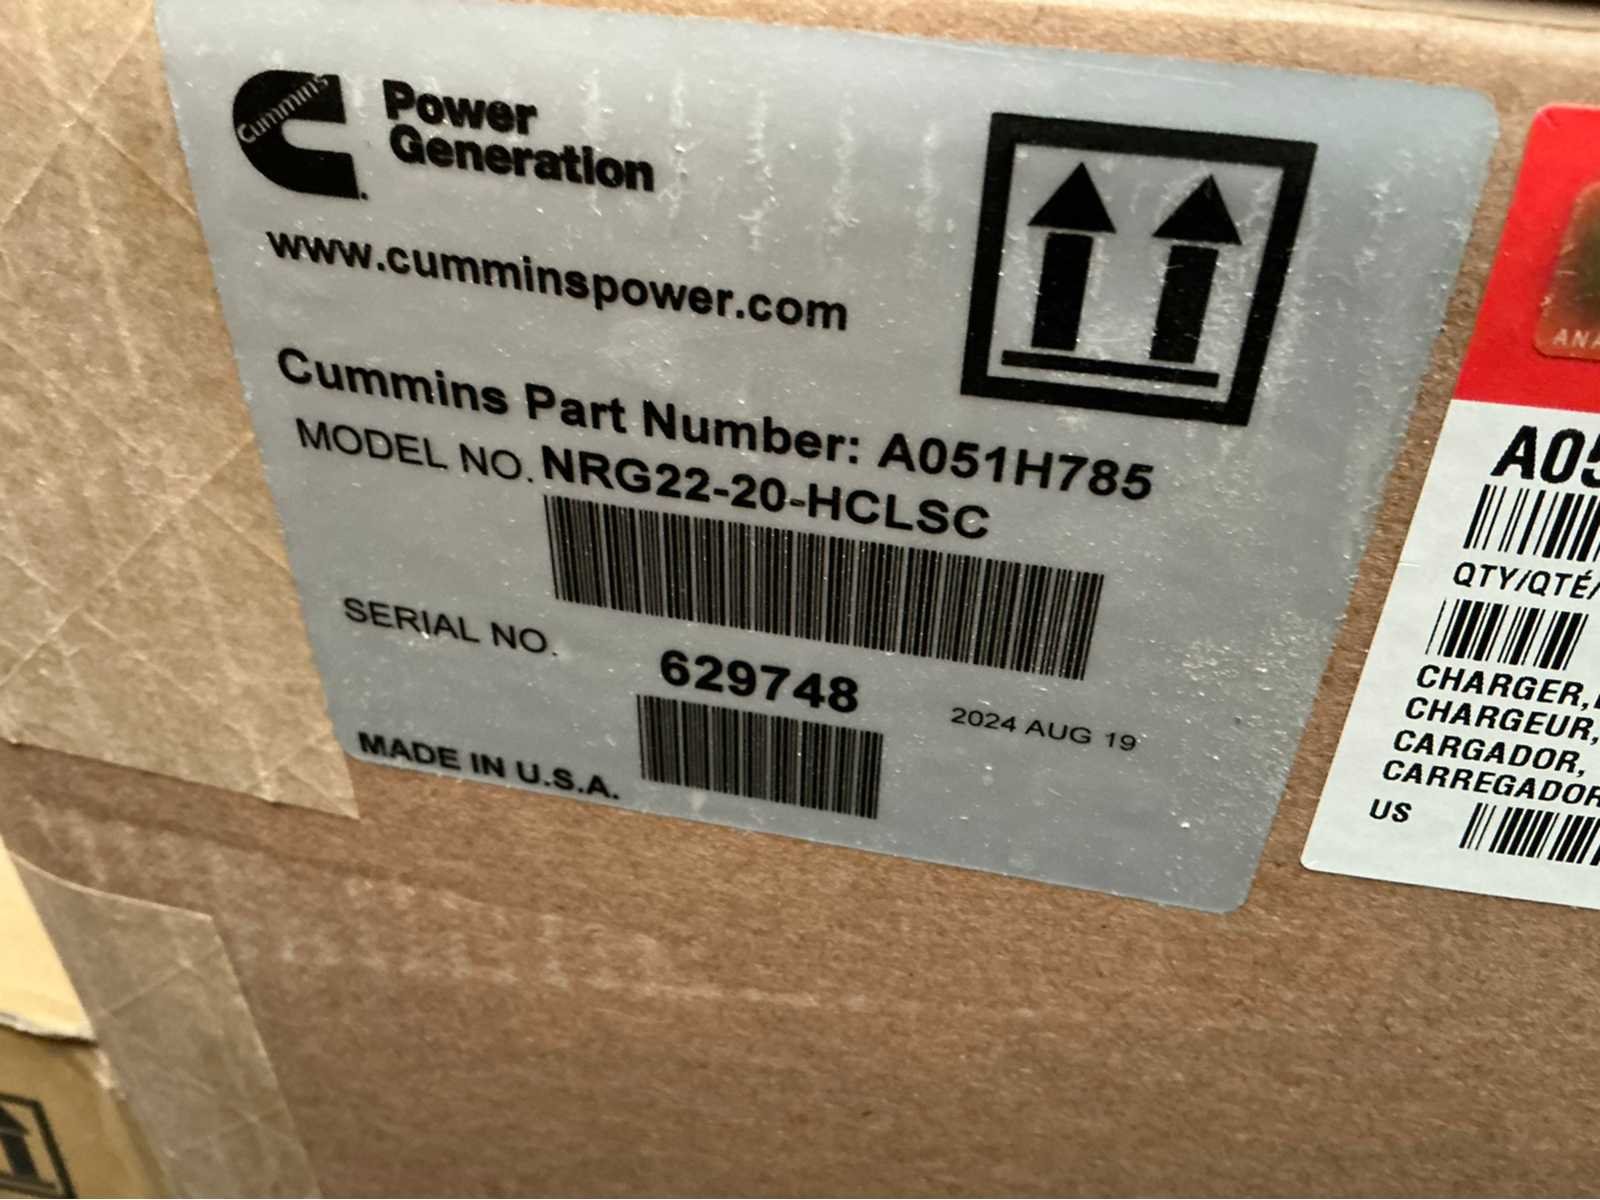 Cummins
Power
Generation
www.cumminspower.com
Cummins Part Number: A051H785
MODEL NO. NRG22-20-HCLSC
SERIAL NO.
629748
2024 AUG 19
MADE IN U.S.A.
ANA
A05
QTY/QTÉ/
CHARGER,
CHARGEUR,
CARGADOR,
CARREGADOR
US